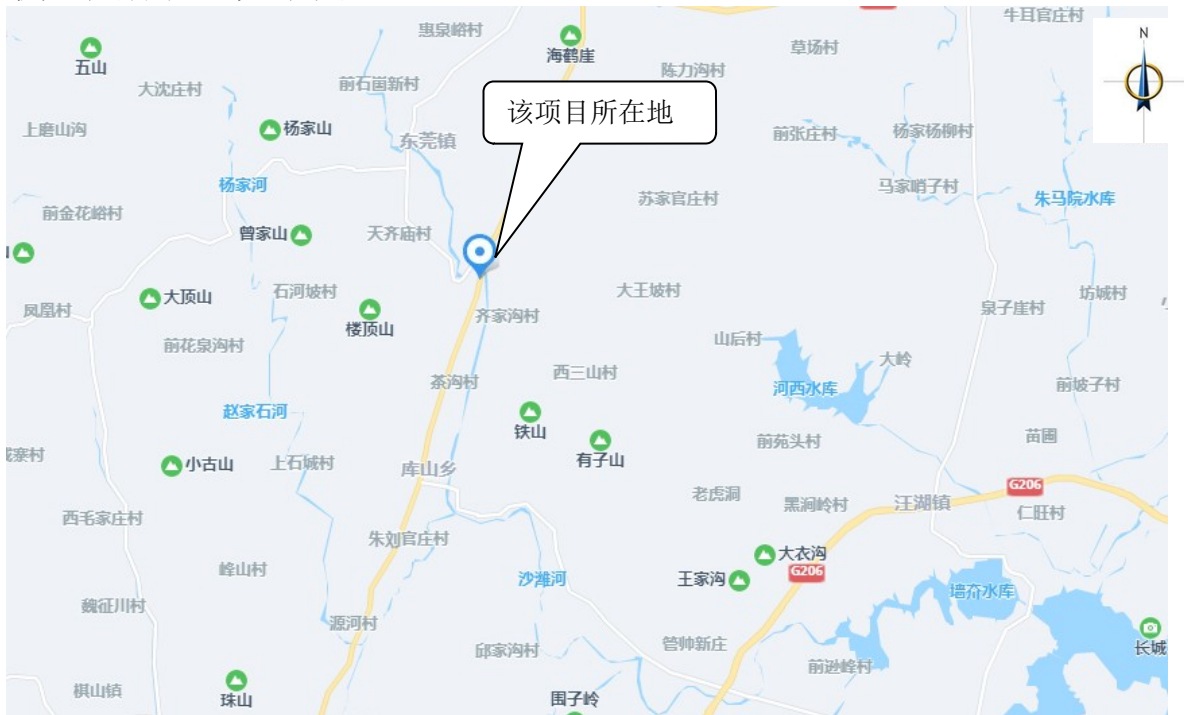 牛耳官庄村
惠泉峪村
海鹤崖
草场村
N
五山
陈力沟村
大沈庄村
前石崮新村
该项目所在地
上磨山沟
杨家山
东莞镇
前张庄村
杨家杨柳村
杨家河
苏家官庄村
马家哨子村
朱马院水库
前金花峪村
曾家山
天齐庙村
大顶山
石河坡村
大王坡村
坊城村
凤凰村
楼顶山
齐家沟村
泉子崖村
前花泉沟村
山后村
大岭
茶沟村
西三山村
河西水库
前坡子村
赵家石河
铁山
前苑头村
苗圃
成寨村
小古山
上石城村
库山乡
有子山
G206
老虎洞
黑涧岭村
汪湖镇
仁旺村
西毛家庄村
朱刘官庄村
大衣沟
峰山村
沙潍河
王家沟
G206
墙夼水库
魏征川村
源河村
邱家沟村
管帅新庄
前逊峰村
长城
棋山镇
珠山
围子岭